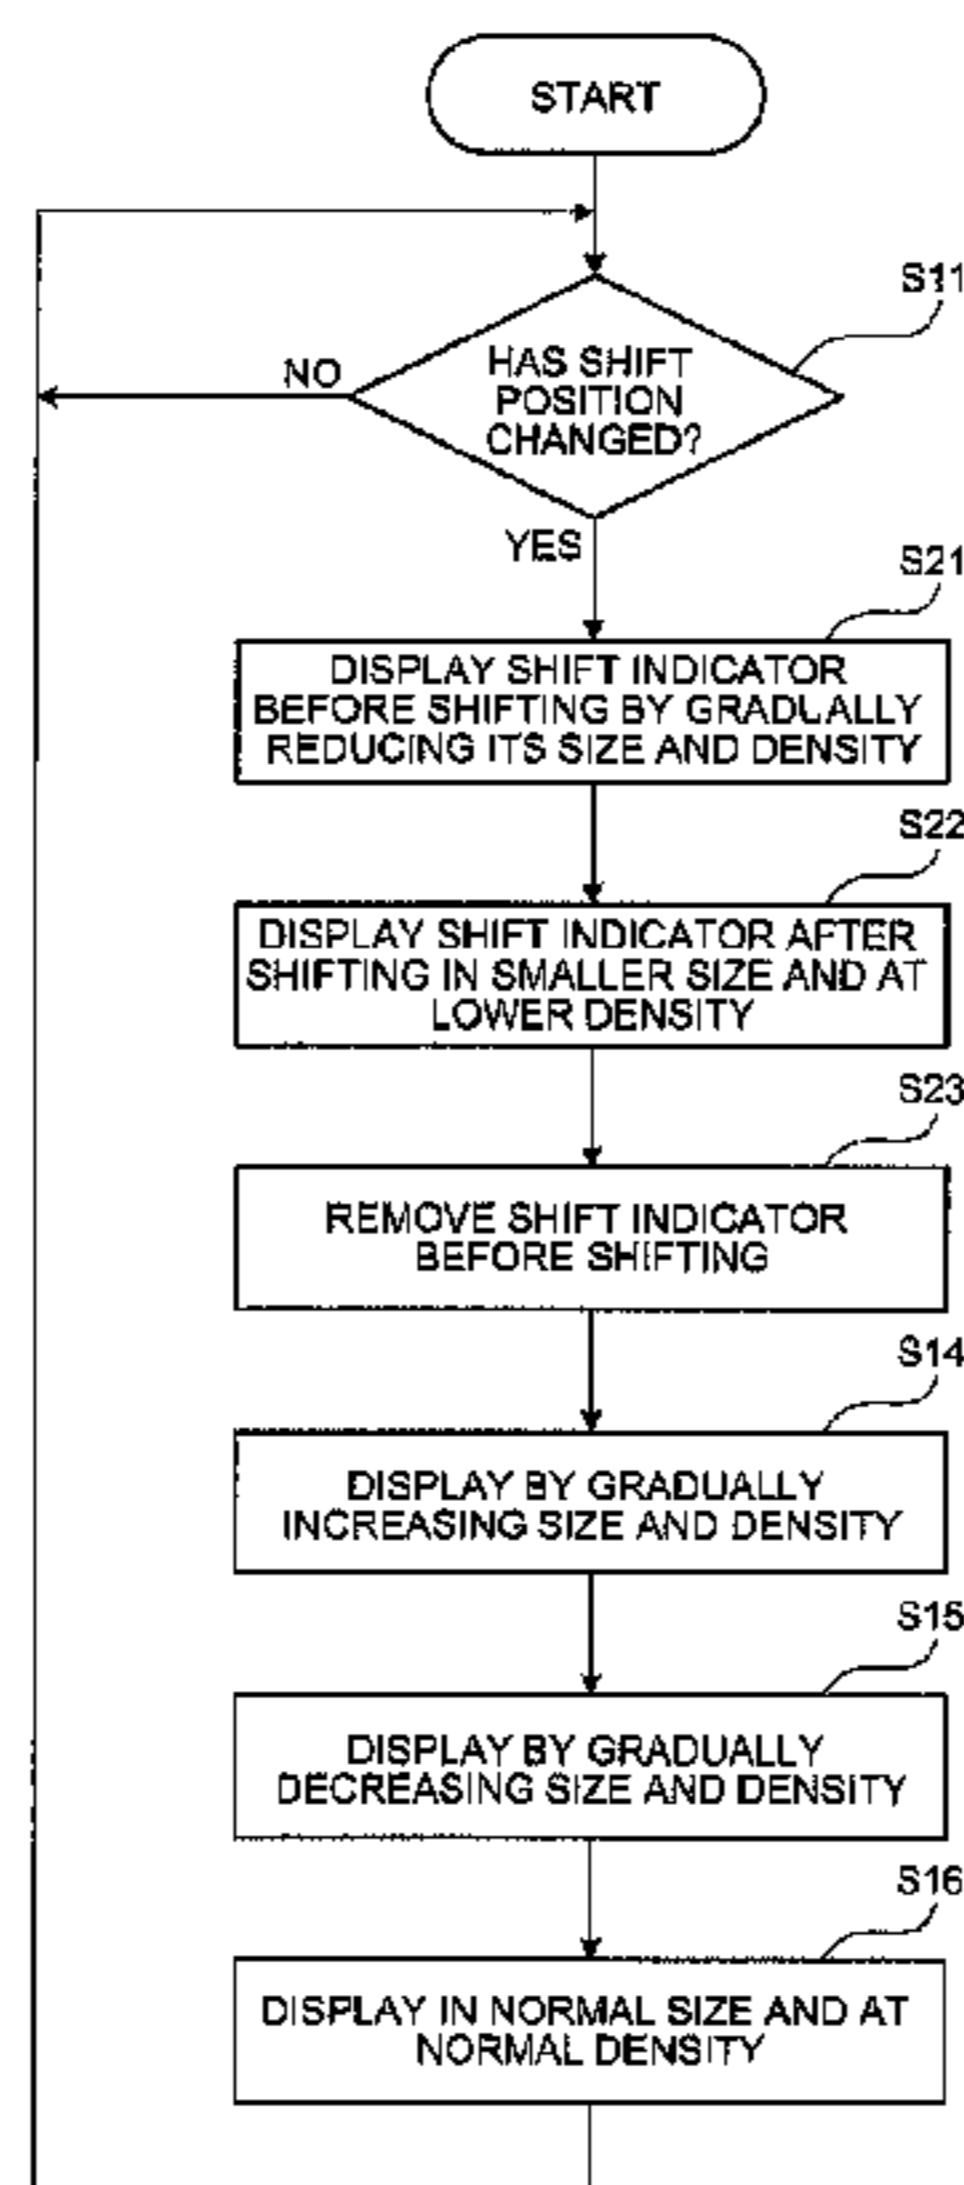 START
S11
HAS SHIFT
POSITION
CHANGED?
NO
YES
S21
DISPLAY SHIFT INDICATOR
BEFORE SHIFTING BY GRADUALLY
REDUCING ITS SIZE AND DENSITY
S22
DISPLAY SHIFT INDICATOR AFTER
SHIFTING IN SMALLER SIZE AND AT
LOWER DENSITY
S23
REMOVE SHIFT INDICATOR
BEFORE SHIFTING
S14
DISPLAY BY GRADUALLY
INCREASING SIZE AND DENSITY
S15
DISPLAY BY GRADUALLY
DECREASING SIZE AND DENSITY
S16
DISPLAY IN NORMAL SIZE AND AT
NORMAL DENSITY